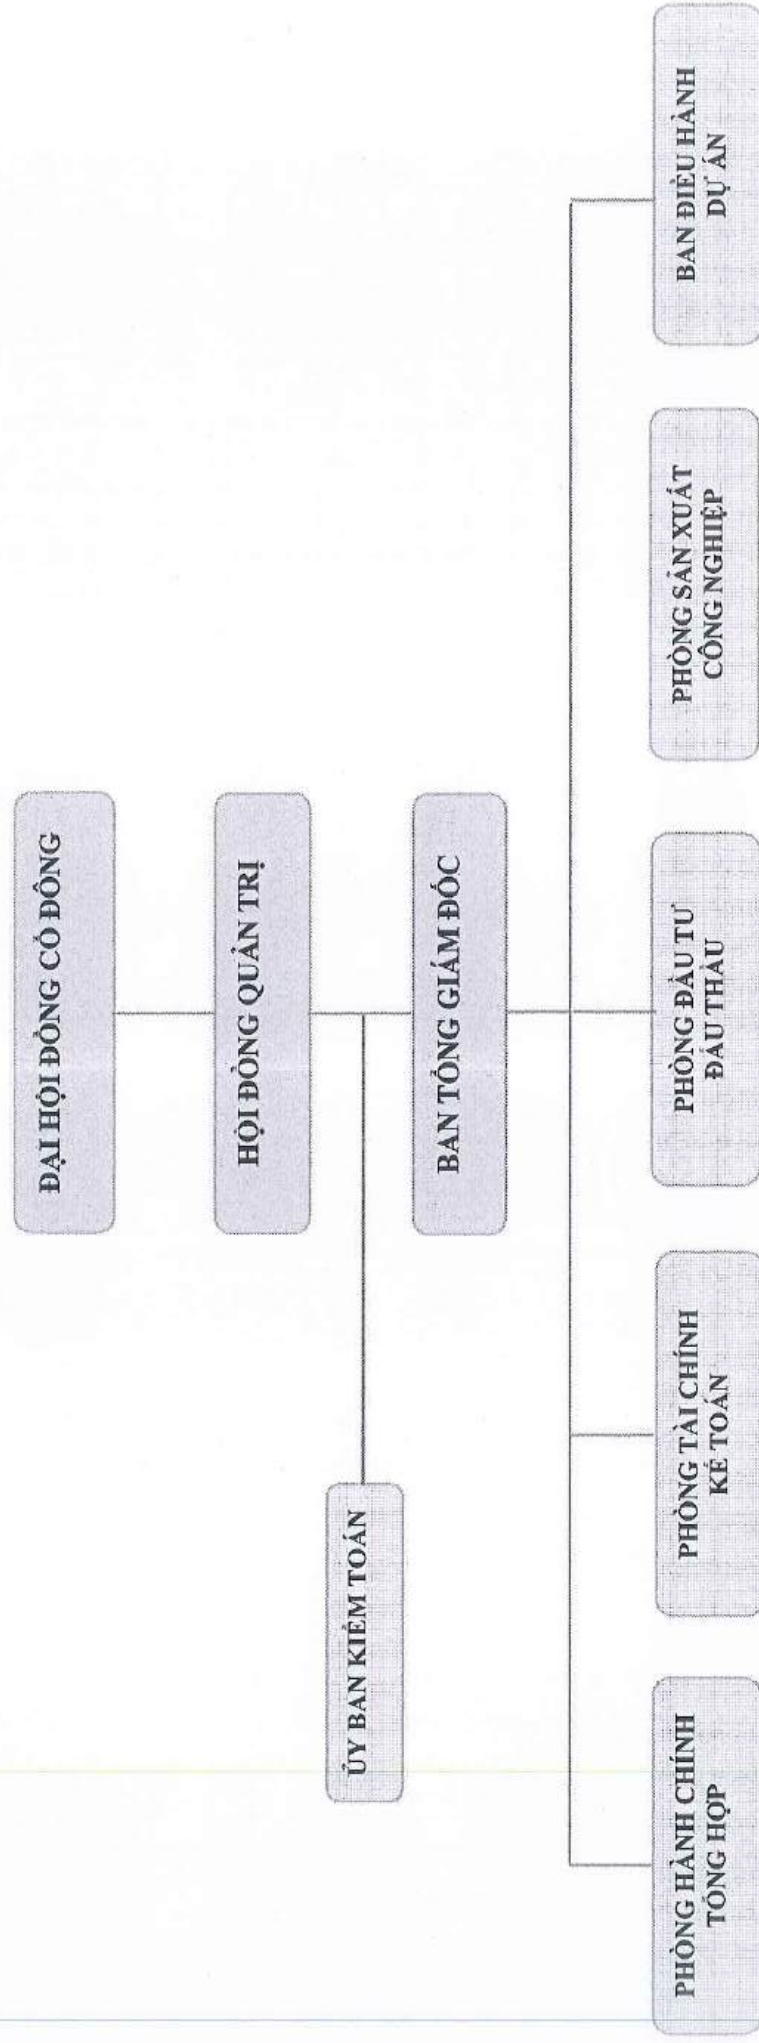 ĐẠI HỘI ĐỒNG CỔ ĐÔNG
HỘI ĐỒNG QUẢN TRỊ
ỦY BAN KIỂM TOÁN
BAN TỔNG GIÁM ĐỐC
PHÒNG HÀNH CHÍNH
TỔNG HỢP
PHÒNG TÀI CHÍNH
KẾ TOÁN
PHÒNG ĐẦU TƯ
ĐẤU THẦU
PHÒNG SẢN XUẤT
CÔNG NGHIỆP
BAN ĐIỀU HÀNH
DỰ ÁN